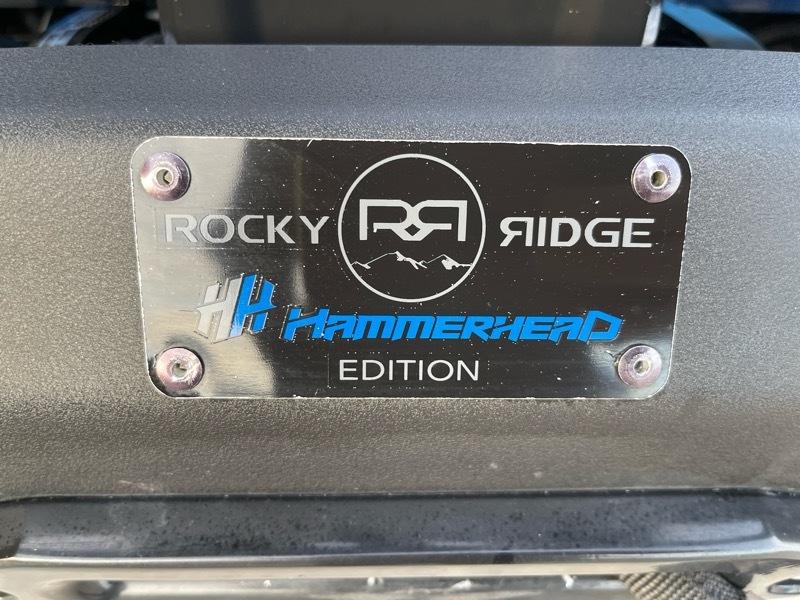 ROCKY RR RIDGE
HH HAMMERHEAD
EDITION